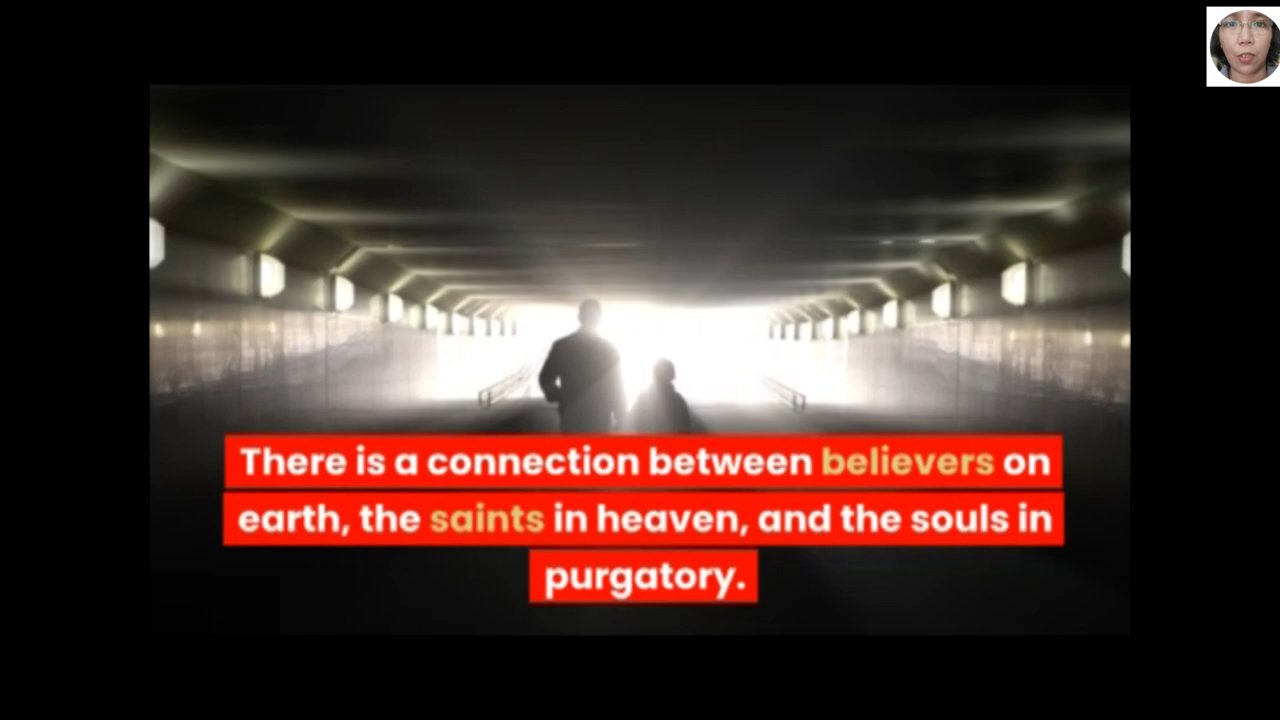 There is a connection between believers on
earth, the saints in heaven, and the souls in
purgatory.